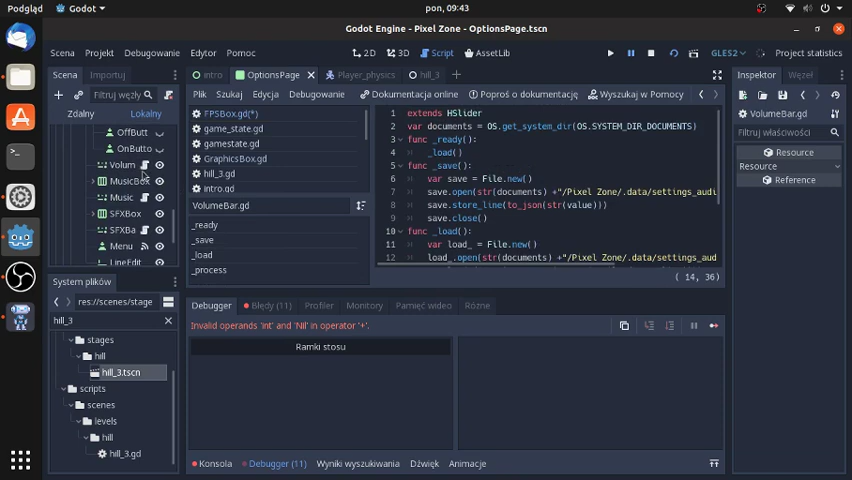 Podgląd Godot pon, 09:43
Godot Engine - Pixel Zone - OptionsPage.tscn
Scena Projekt Debugowanie Edytor Pomoc 2D 3D Script AssetLib GLES2 Project statistics
Scena Importuj
intro OptionsPage Player_physics hill_3
Inspektor Węzeł
Filtruj węzły
Plik Szukaj Edycja Debugowanie Dokumentacja online Poproś o dokumentację Wyszukaj w Pomocy
Zdalny Lokalny
VolumeBar.gd
Filtruj właściwości
Resource
Reference
OffButt
OnButto
Volum
MusicBox
Music
SFXBox
SFXBa
Menu
LineEdit
FPSBox.gd(*)
game_state.gd
gamestate.gd
GraphicsBox.gd
hill_3.gd
intro.gd
VolumeBar.gd
_ready
_save
_load
_process
1 extends HSlider
2 var documents = OS.get_system_dir(OS.SYSTEM_DIR_DOCUMENTS)
3 func _ready():
4 _load()
5 func _save():
6 var save = File.new()
7 save.open(str(documents) +"/Pixel Zone/.data/settings_audi
8 save.store_line(to_json(str(value)))
9 save.close()
10 func _load():
11 var load_ = File.new()
12 load_.open(str(documents) +"/Pixel Zone/.data/settings_audi
( 14, 36)
System plików
res://scenes/stage
hill_3
stages
hill
hill_3.tscn
scripts
scenes
levels
hill
hill_3.gd
Debugger Błędy (11) Profiler Monitory Pamięć wideo Różne
Invalid operands 'int' and 'Nil' in operator '+'.
Ramki stosu
Konsola Debugger (11) Wyniki wyszukiwania Dźwięk Animacje